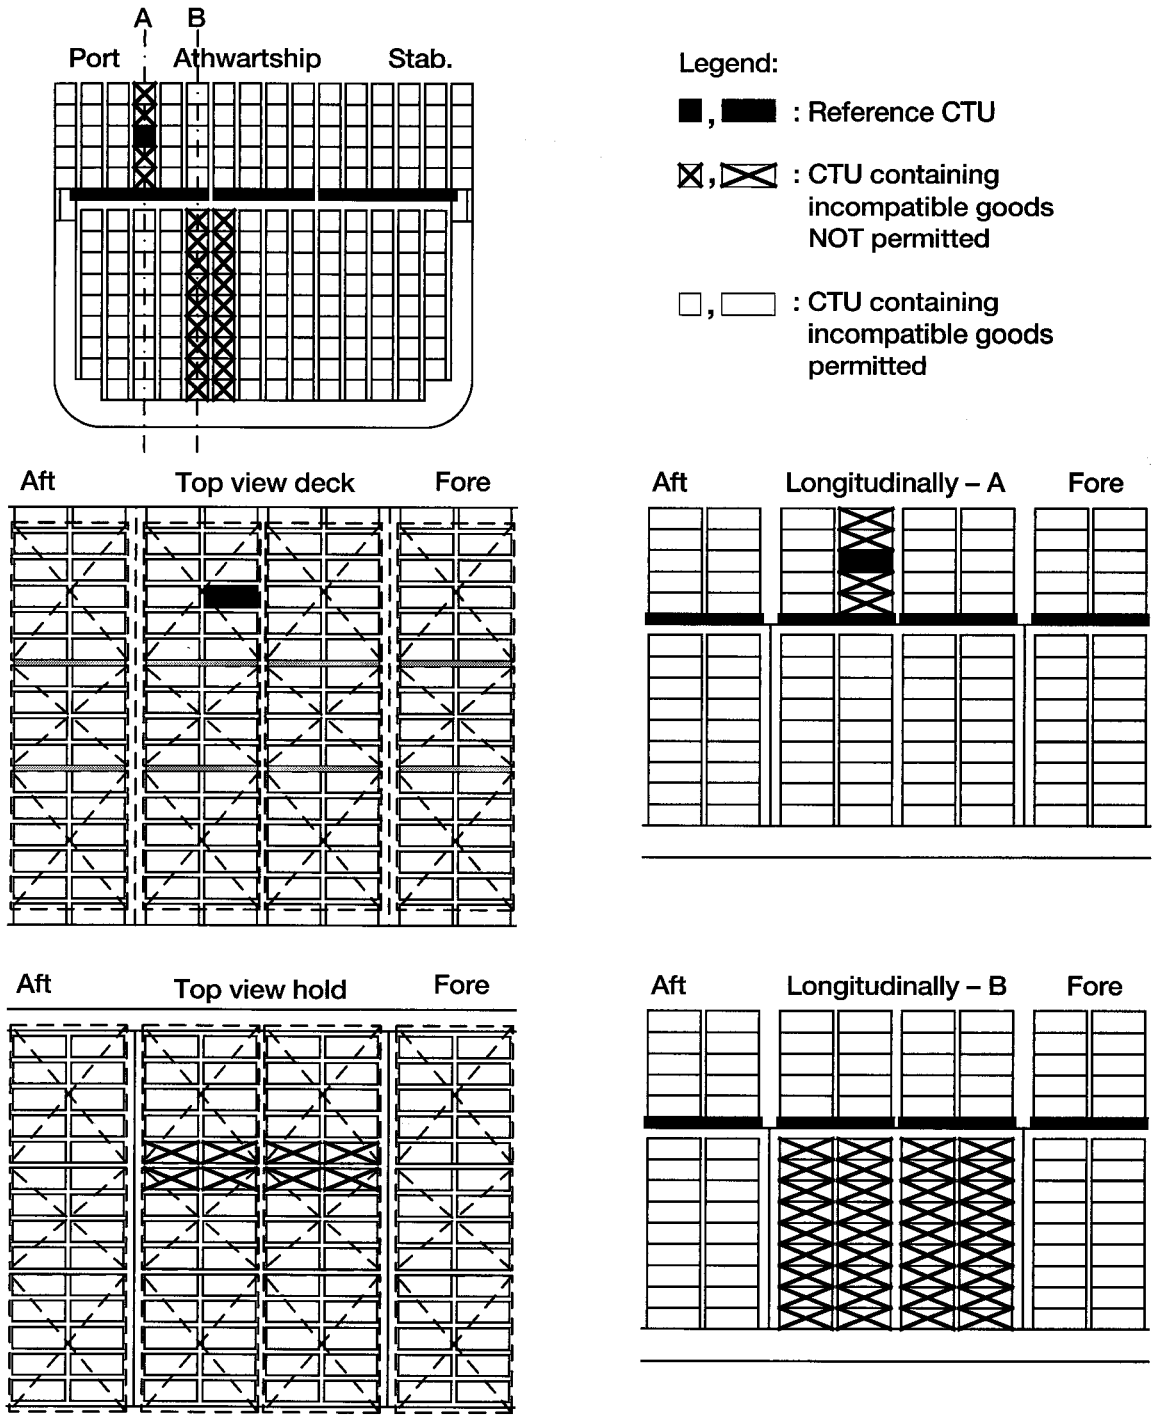 A B
Port Athwartship Stab.
Legend:
, : Reference CTU
, : CTU containing
incompatible goods
NOT permitted
, : CTU containing
incompatible goods
permitted
Aft Top view deck Fore
Aft Longitudinally – A Fore
Aft Top view hold Fore
Aft Longitudinally – B Fore